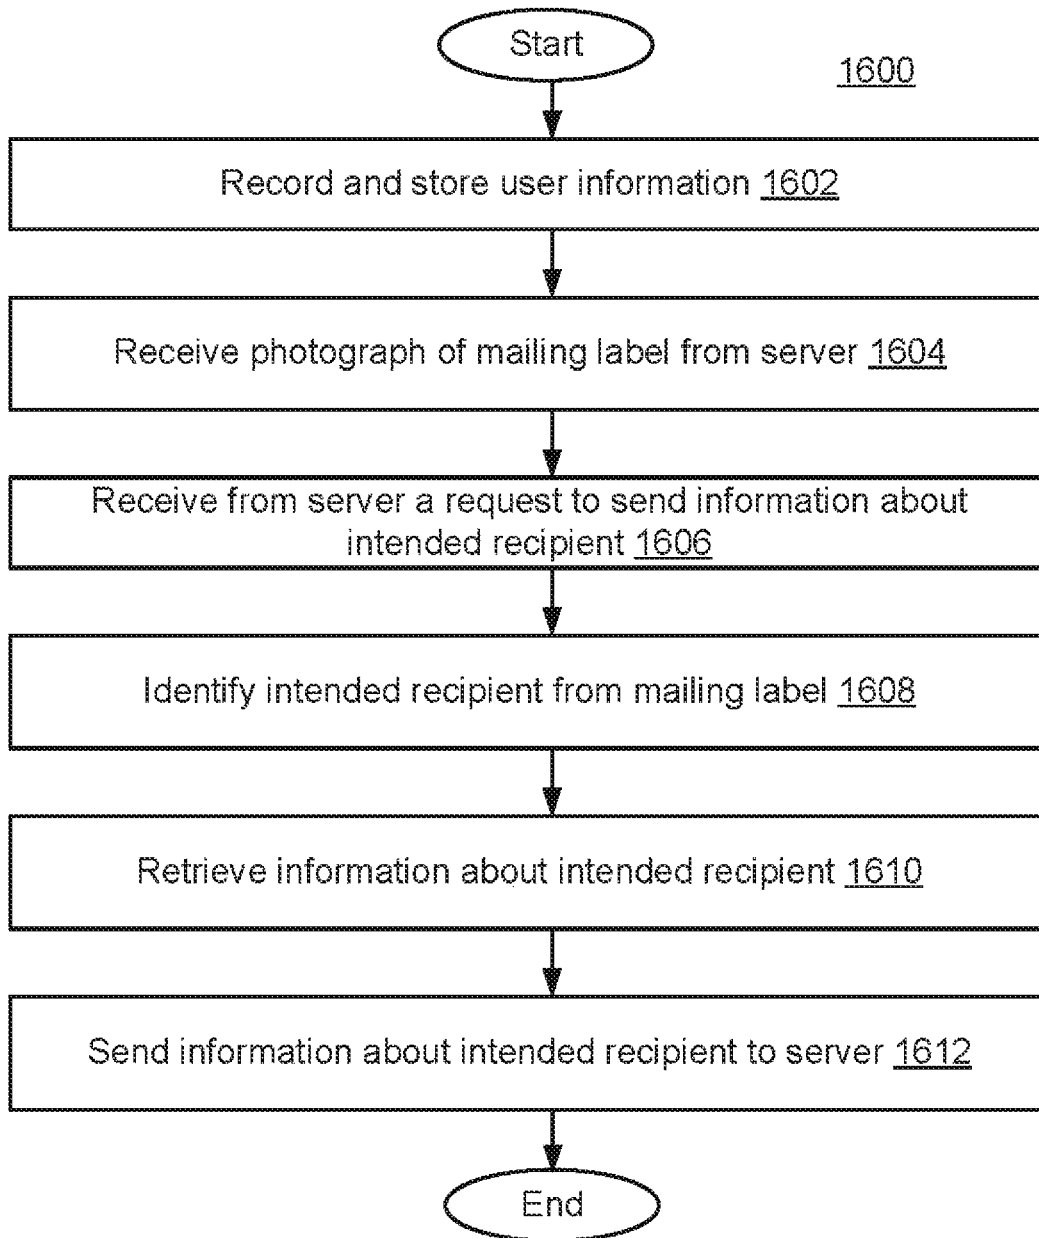 Start
1600
Record and store user information 1602
Receive photograph of mailing label from server 1604
Receive from server a request to send information about
intended recipient 1606
Identify intended recipient from mailing label 1608
Retrieve information about intended recipient 1610
Send information about intended recipient to server 1612
End